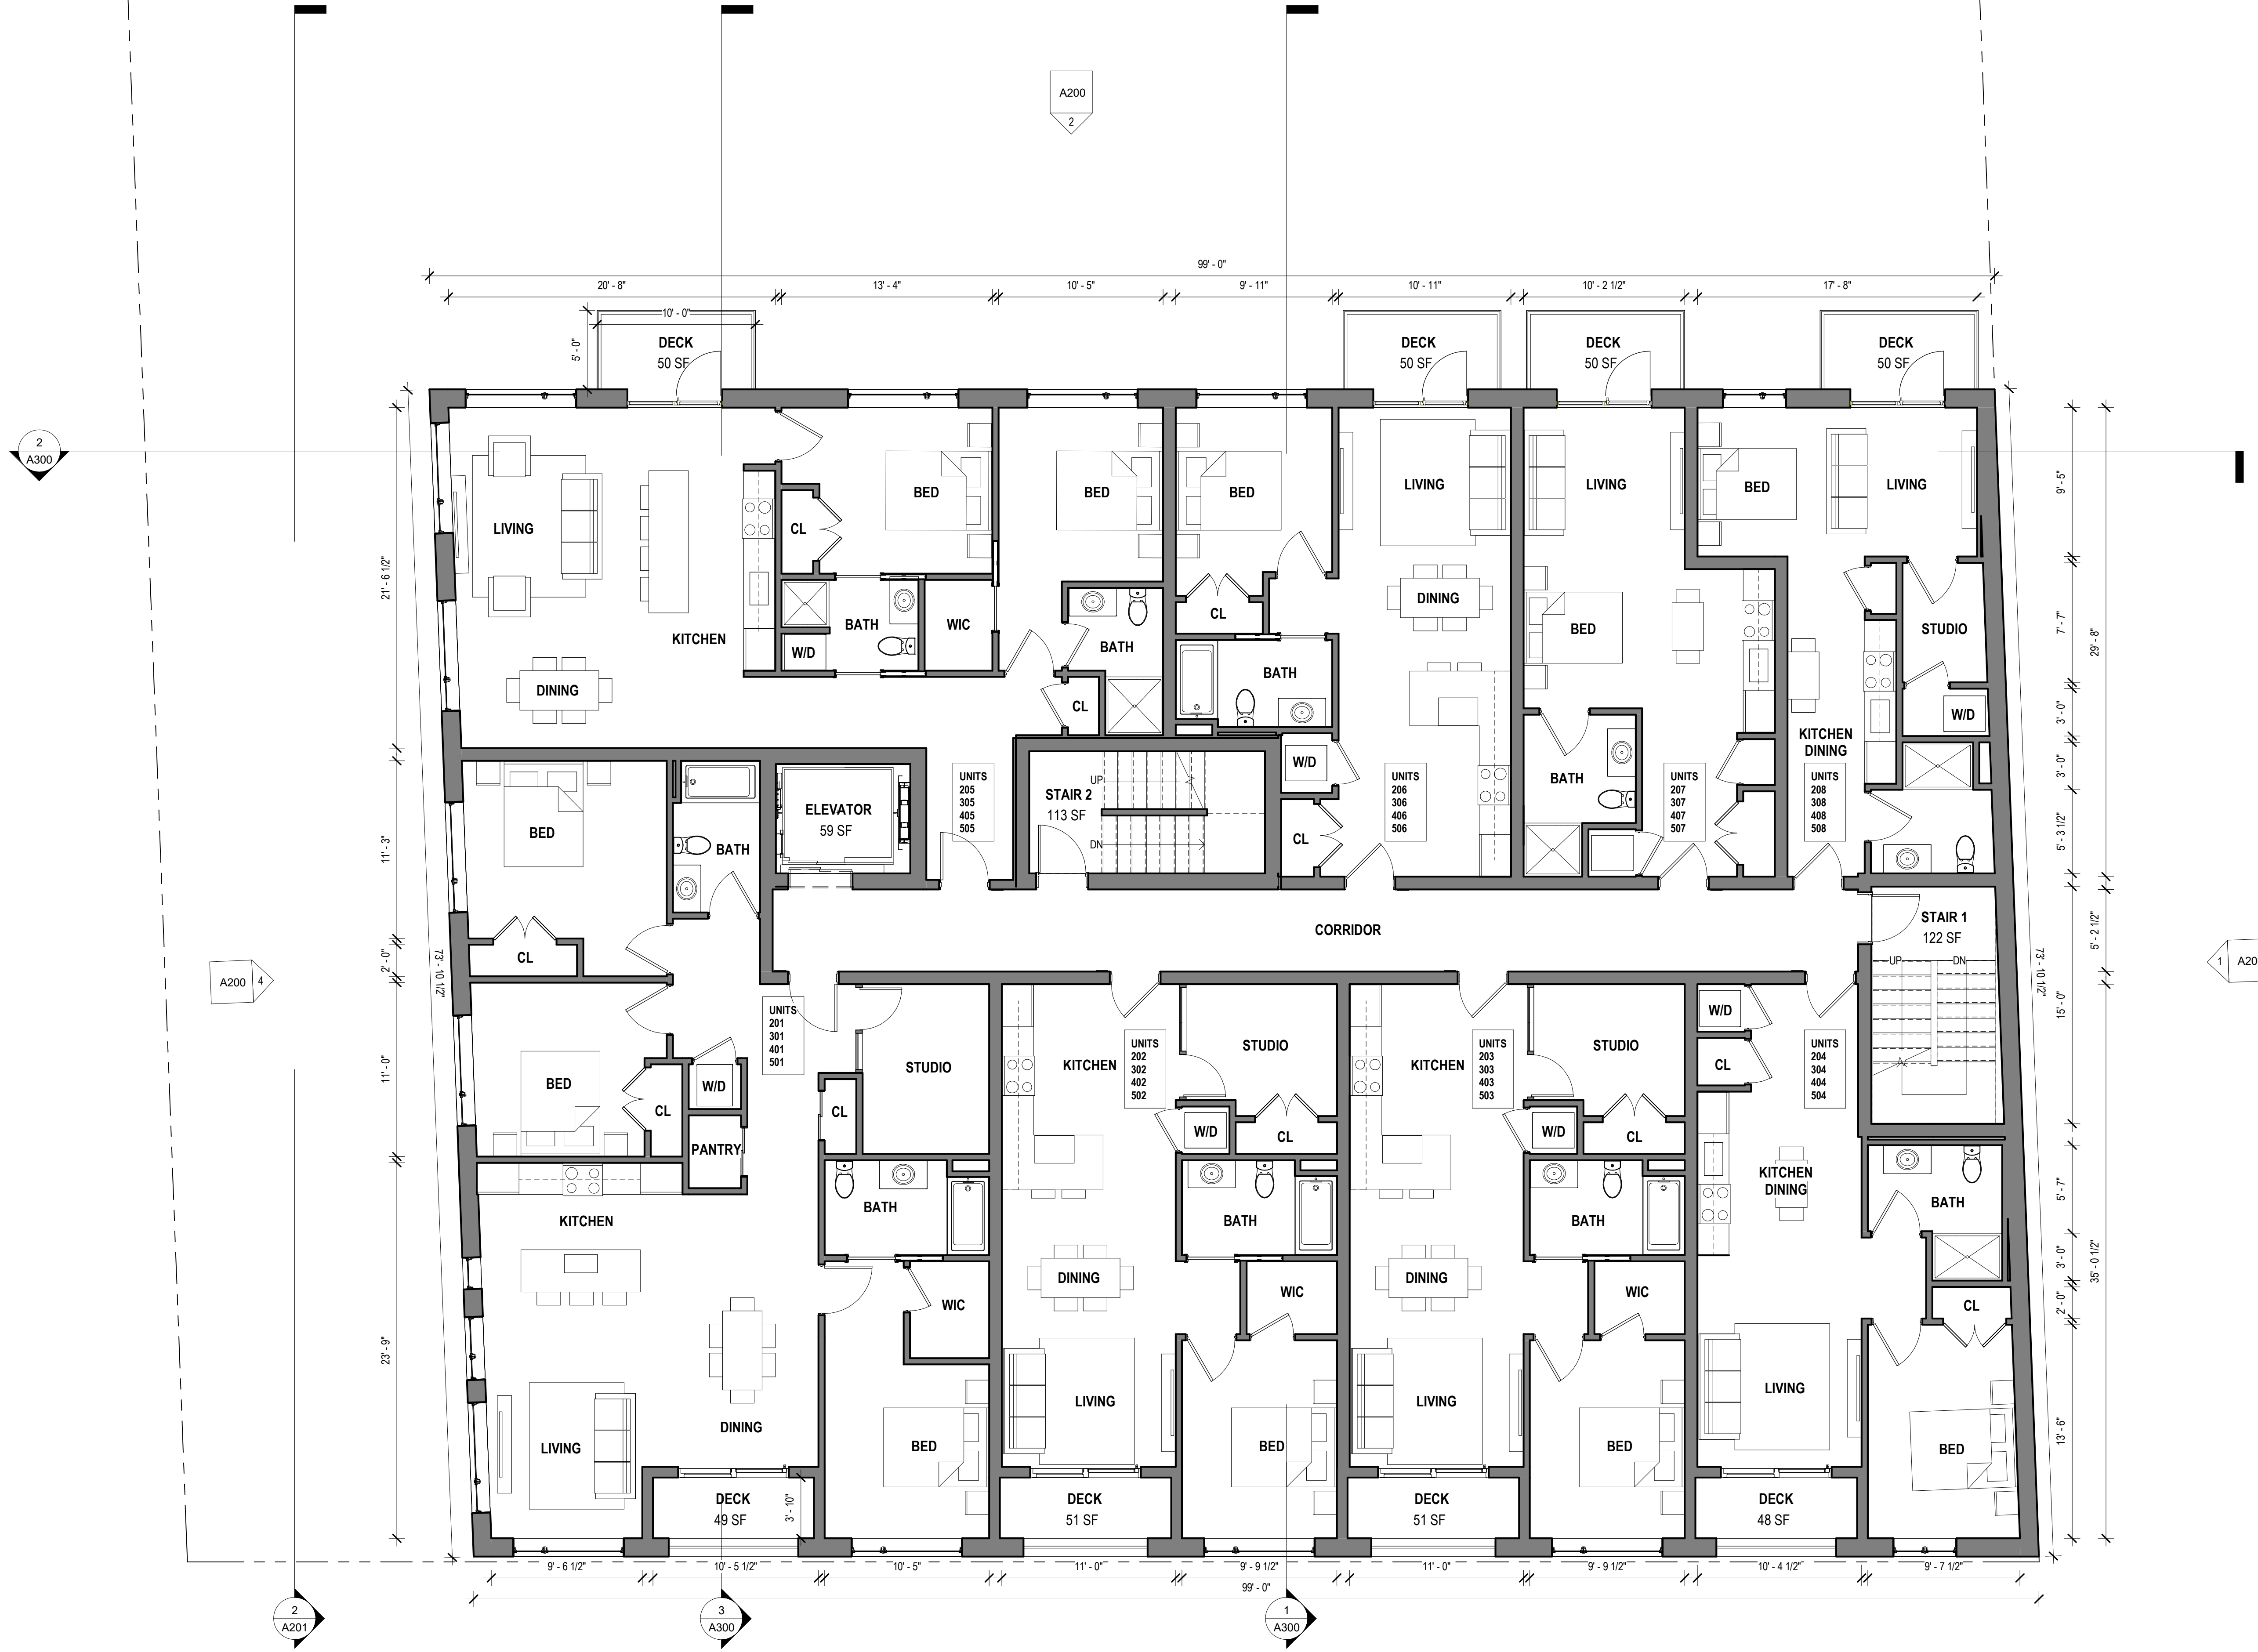 A200
2
99' - 0"
20' - 8"
13' - 4"
10' - 5"
9' - 11"
10' - 11"
10' - 2 1/2"
17' - 8"
10' - 0"
5' - 0"
DECK
50 SF
DECK
50 SF
DECK
50 SF
DECK
50 SF
2
A300
LIVING
KITCHEN
DINING
CL
BED
BATH
WIC
W/D
BED
BATH
CL
BED
CL
BATH
LIVING
DINING
W/D
CL
LIVING
BED
BATH
BED
LIVING
STUDIO
W/D
KITCHEN
DINING
21' - 6 1/2"
11' - 3"
2' - 0"
11' - 0"
23' - 9"
73' - 10 1/2"
9' - 5"
7' - 7"
3' - 0"
3' - 0"
5' - 3 1/2"
15' - 0"
5' - 7"
3' - 0"
2' - 0"
13' - 6"
29' - 8"
5' - 2 1/2"
35' - 0 1/2"
73' - 10 1/2"
ELEVATOR
59 SF
UNITS
205
305
405
505
STAIR 2
113 SF
UP
DN
UNITS
206
306
406
506
UNITS
207
307
407
507
UNITS
208
308
408
508
BED
BATH
CL
CORRIDOR
STAIR 1
122 SF
UP
DN
A200
4
1
A20
BED
CL
W/D
PANTRY
UNITS
201
301
401
501
STUDIO
CL
BATH
WIC
BED
KITCHEN
DINING
LIVING
DECK
49 SF
3' - 10"
KITCHEN
UNITS
202
302
402
502
STUDIO
W/D
CL
BATH
DINING
WIC
LIVING
BED
DECK
51 SF
KITCHEN
UNITS
203
303
403
503
STUDIO
W/D
CL
BATH
DINING
WIC
LIVING
BED
DECK
51 SF
W/D
CL
UNITS
204
304
404
504
KITCHEN
DINING
BATH
CL
LIVING
BED
DECK
48 SF
9' - 6 1/2"
10' - 5 1/2"
10' - 5"
11' - 0"
9' - 9 1/2"
11' - 0"
9' - 9 1/2"
10' - 4 1/2"
9' - 7 1/2"
99' - 0"
2
A201
3
A300
1
A300